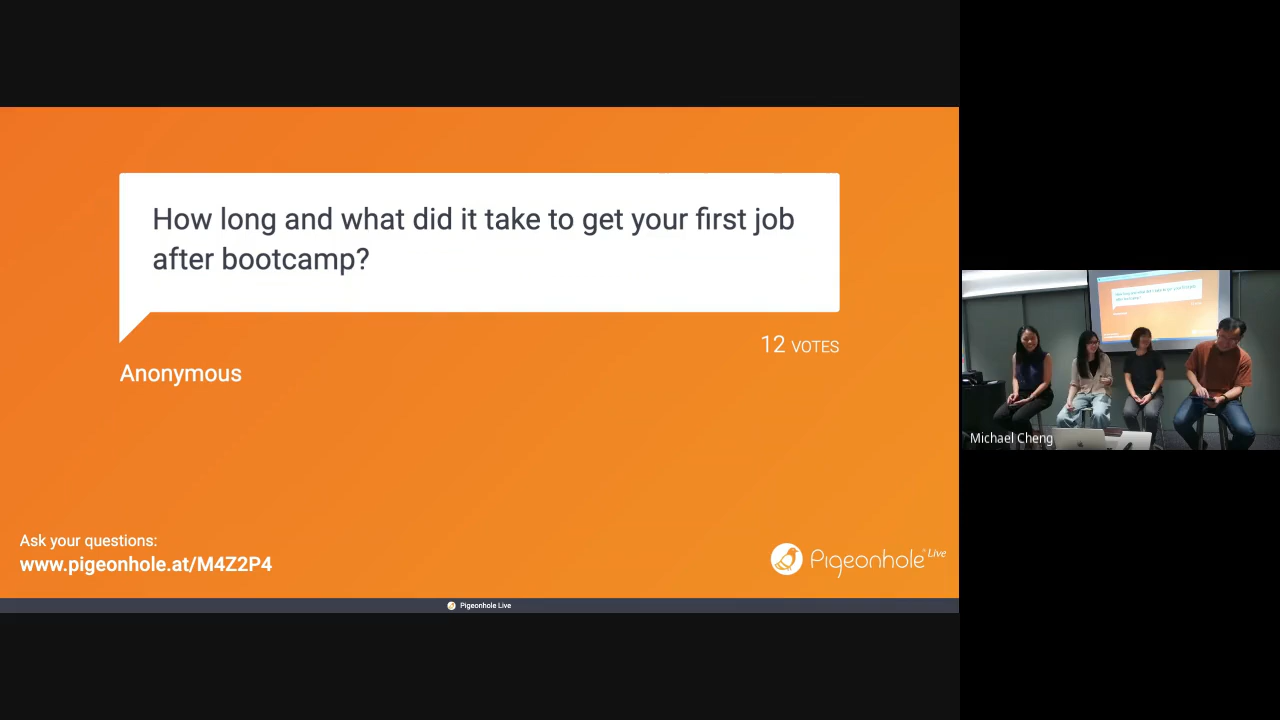 How long and what did it take to get your first job
after bootcamp?
12 VOTES
Anonymous
Ask your questions:
www.pigeonhole.at/M4Z2P4
Pigeonhole Live
Pigeonhole Live
Michael Cheng